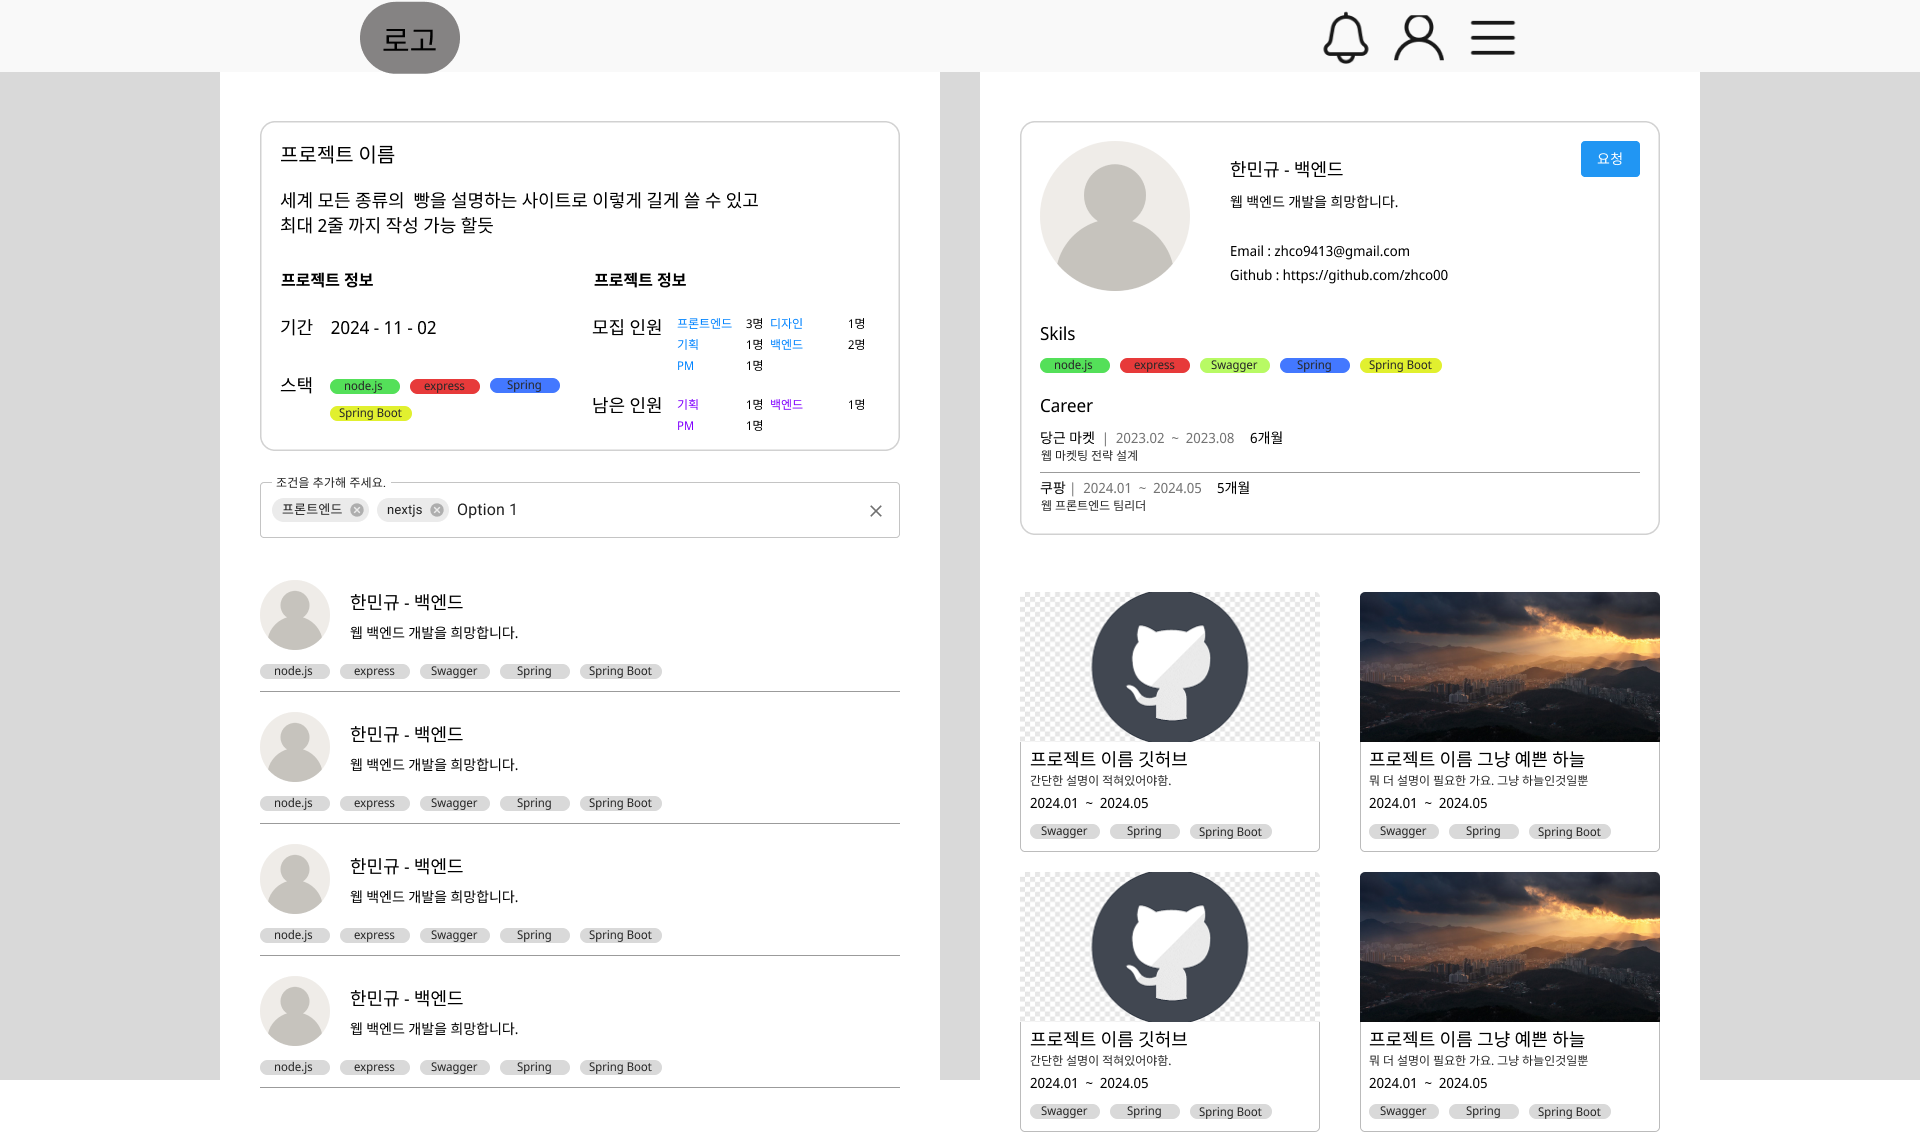 로고
프로젝트 이름
세계 모든 종류의  빵을 설명하는 사이트로 이렇게 길게 쓸 수 있고
최대 2줄 까지 작성 가능 할듯
프로젝트 정보
기간 2024 - 11 - 02
스택 node.js express Spring
Spring Boot
프로젝트 정보
모집 인원 프론트엔드 3명 디자인 1명
기획 1명 백엔드 2명
PM 1명
남은 인원 기획 1명 백엔드 1명
PM 1명
조건을 추가해 주세요.
프론트엔드 nextjs Option 1
한민규 - 백엔드
웹 백엔드 개발을 희망합니다.
node.js express Swagger Spring Spring Boot
한민규 - 백엔드
웹 백엔드 개발을 희망합니다.
node.js express Swagger Spring Spring Boot
한민규 - 백엔드
웹 백엔드 개발을 희망합니다.
node.js express Swagger Spring Spring Boot
한민규 - 백엔드
웹 백엔드 개발을 희망합니다.
node.js express Swagger Spring Spring Boot
한민규 - 백엔드
요청
웹 백엔드 개발을 희망합니다.
Email : zhco9413@gmail.com
Github : https://github.com/zhco00
Skils
node.js express Swagger Spring Spring Boot
Career
당근 마켓 | 2023.02 ~ 2023.08 6개월
웹 마켓팅 전략 설계
쿠팡 | 2024.01 ~ 2024.05 5개월
웹 프론트엔드 팀리더
프로젝트 이름 깃허브
간단한 설명이 적혀있어야함.
2024.01 ~ 2024.05
Swagger Spring Spring Boot
프로젝트 이름 그냥 예쁜 하늘
뭐 더 설명이 필요한 가요. 그냥 하늘인것일뿐
2024.01 ~ 2024.05
Swagger Spring Spring Boot
프로젝트 이름 깃허브
간단한 설명이 적혀있어야함.
2024.01 ~ 2024.05
Swagger Spring Spring Boot
프로젝트 이름 그냥 예쁜 하늘
뭐 더 설명이 필요한 가요. 그냥 하늘인것일뿐
2024.01 ~ 2024.05
Swagger Spring Spring Boot